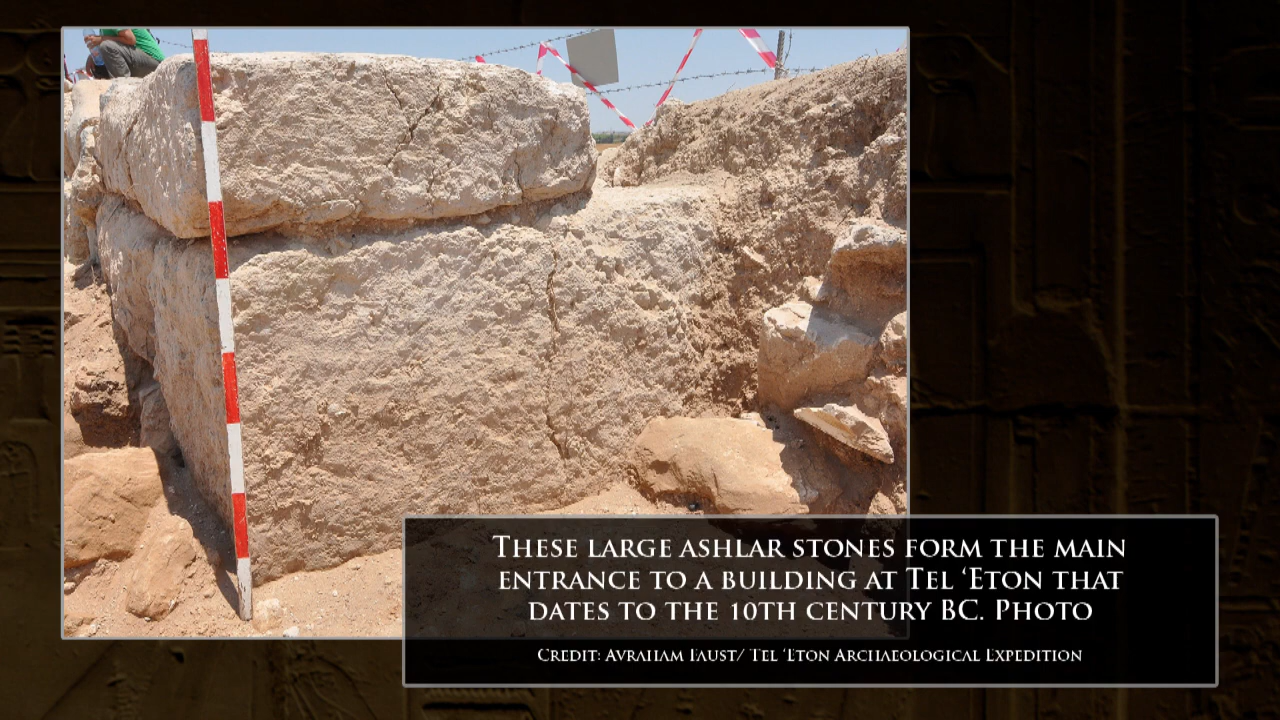 These large ashlar stones form the main
entrance to a building at Tel ‘Eton that
dates to the 10th century BC. Photo
Credit: Avraham Faust/ Tel ‘Eton Archaeological Expedition